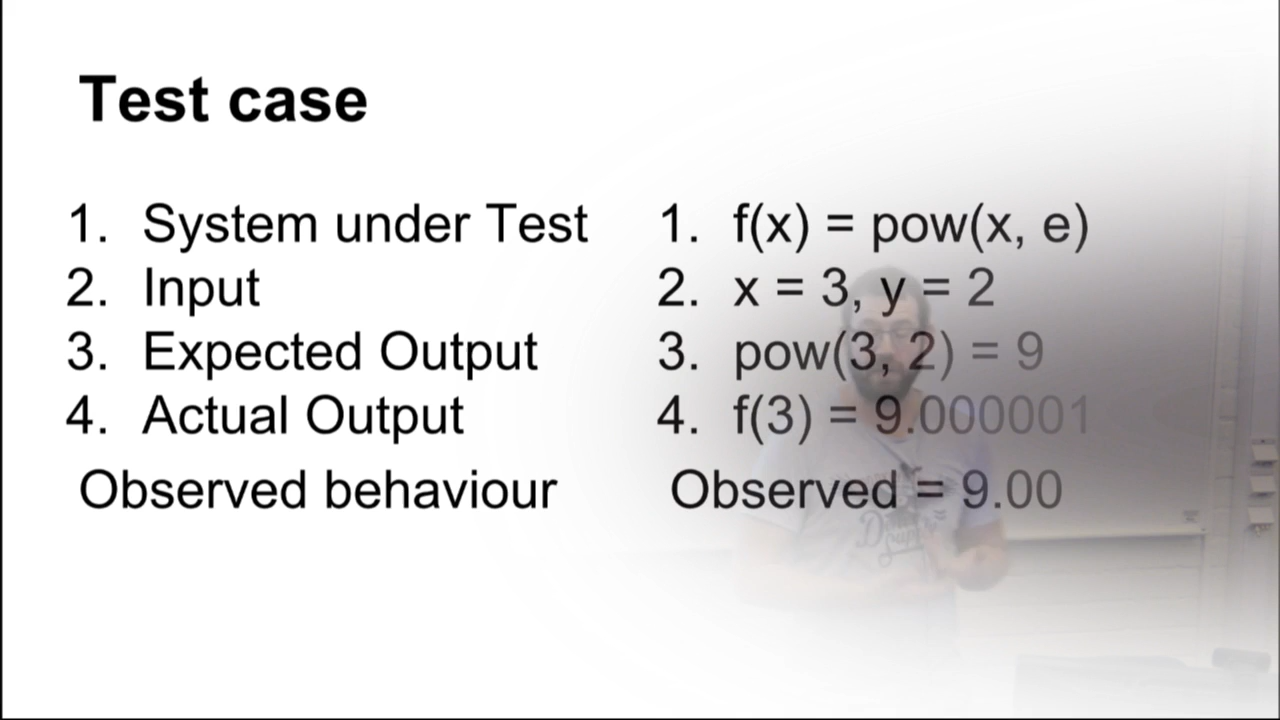 Test case
1. System under Test
2. Input
3. Expected Output
4. Actual Output
Observed behaviour
1. f(x) = pow(x, e)
2. x = 3, y = 2
3. pow(3, 2) = 9
4. f(3) = 9.000001
Observed = 9.00